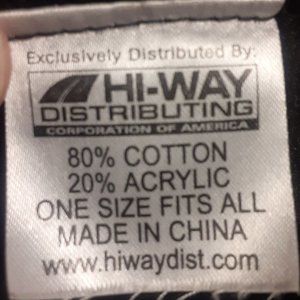 Exclusively Distributed By:
HI-WAY
DISTRIBUTING
CORPORATION OF AMERICA
80% COTTON
20% ACRYLIC
ONE SIZE FITS ALL
MADE IN CHINA
www.hiwaydist.com